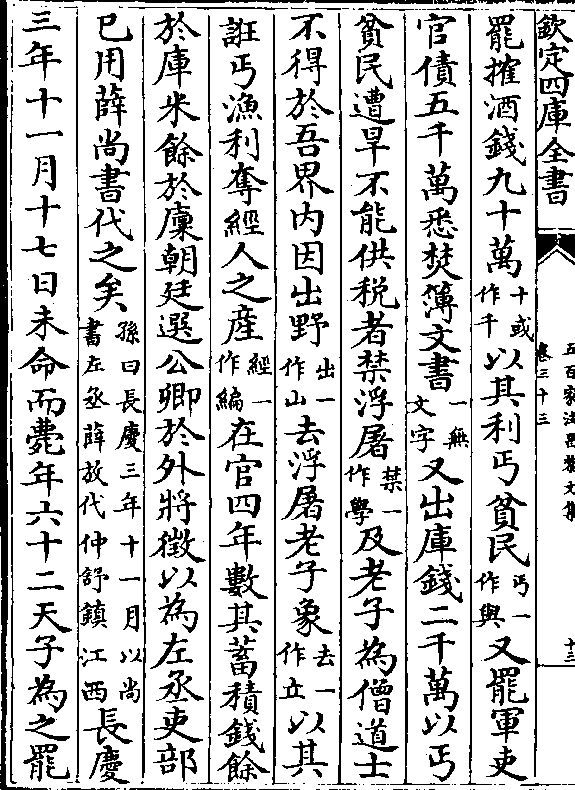 欽定四庫全書
五百家注昌黎文集
卷三十三
十三
罷搉酒錢九十萬十或作千以其利丐貧民丐一作與又罷軍吏
官債五千萬悉焚簿文書一無文字又出庫錢二千萬以丐
貧民遭旱不能供稅者禁浮屠禁一作學及老子為僧道士
不得於吾界内因出野出一作山去浮屠老子象去一作立以其
誑丐漁利奪經人之產經一作編在官四年數其蓄積錢餘
於庫米餘於廩朝廷選公卿於外將徵以為左丞吏部
已用薛尚書代之矣孫曰長慶三年十一月以尚書左丞薛放代仲舒鎮江西長慶
三年十一月十七日未命而薨年六十二天子為之罷